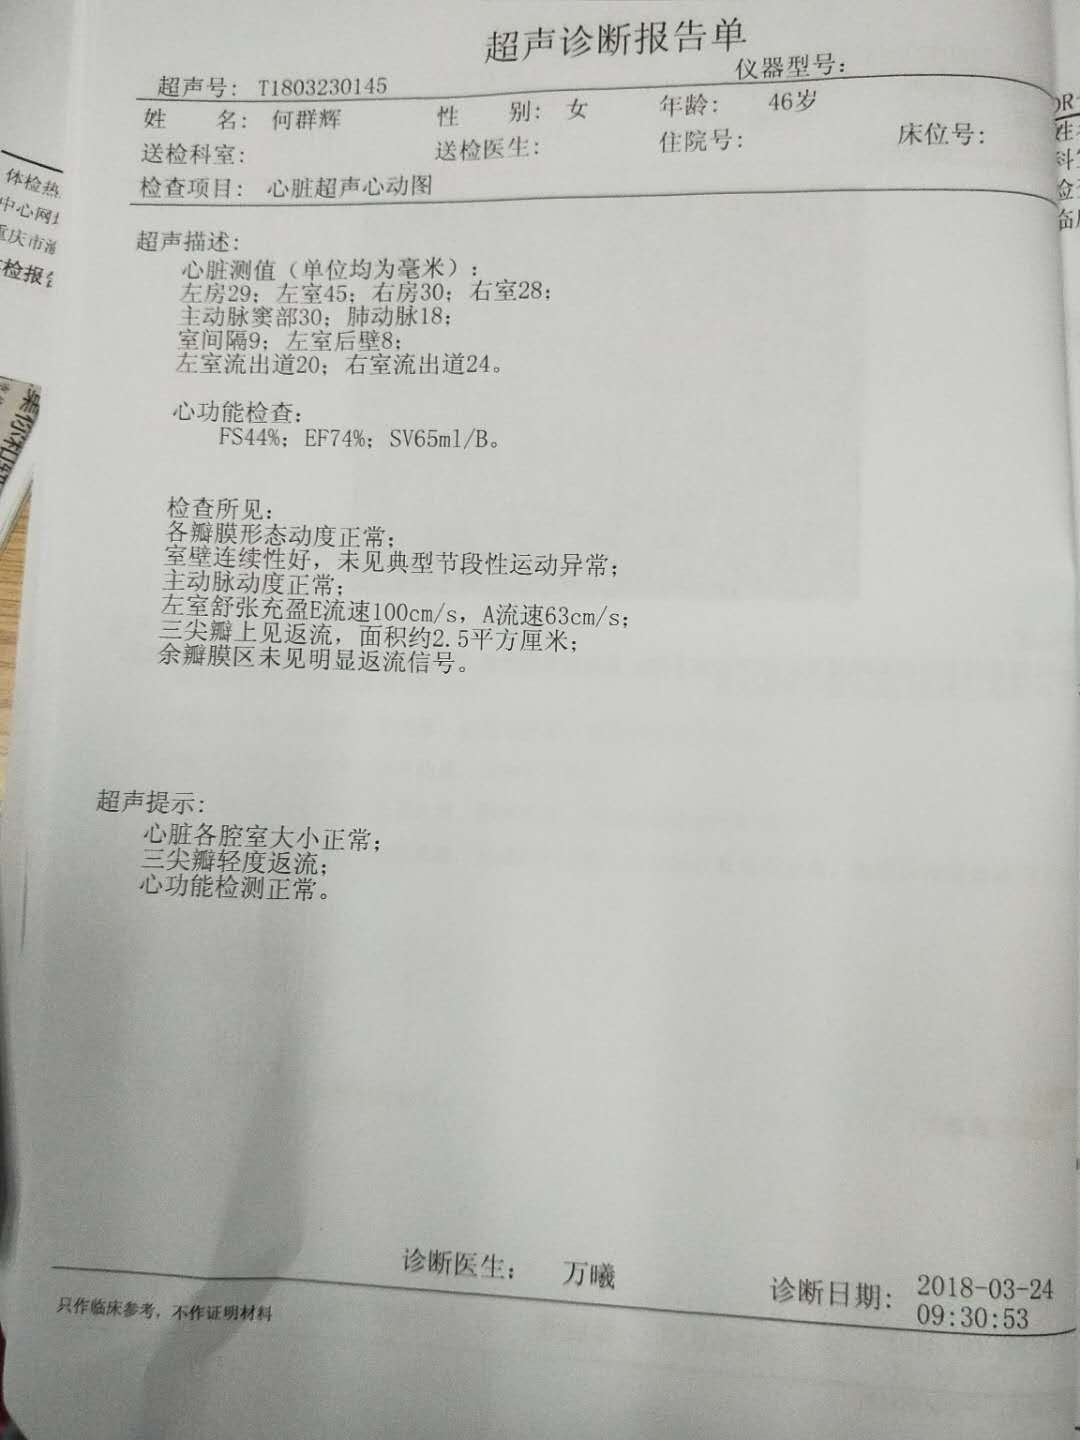 超声诊断报告单
仪器型号：
超声号：T1803230145
姓 名：何群辉 性 别：女 年龄：46岁
送检科室： 送检医生： 住院号： 床位号：
检查项目：心脏超声心动图
超声描述：
心脏测值（单位均为毫米）：
左房29；左室45；右房30；右室28；
主动脉窦部30；肺动脉18；
室间隔9；左室后壁8；
左室流出道20；右室流出道24。
心功能检查：
FS44%；EF74%；SV65ml/B。
检查所见：
各瓣膜形态动度正常；
室壁连续性好，未见典型节段性运动异常；
主动脉动度正常；
左室舒张充盈E流速100cm/s，A流速63cm/s；
三尖瓣上见返流，面积约2.5平方厘米；
余瓣膜区未见明显返流信号。
超声提示：
心脏各腔室大小正常；
三尖瓣轻度返流；
心功能检测正常。
诊断医生： 万曦
诊断日期： 2018-03-24
09:30:53
只作临床参考，不作证明材料
体检热
中心网
重庆市
检报